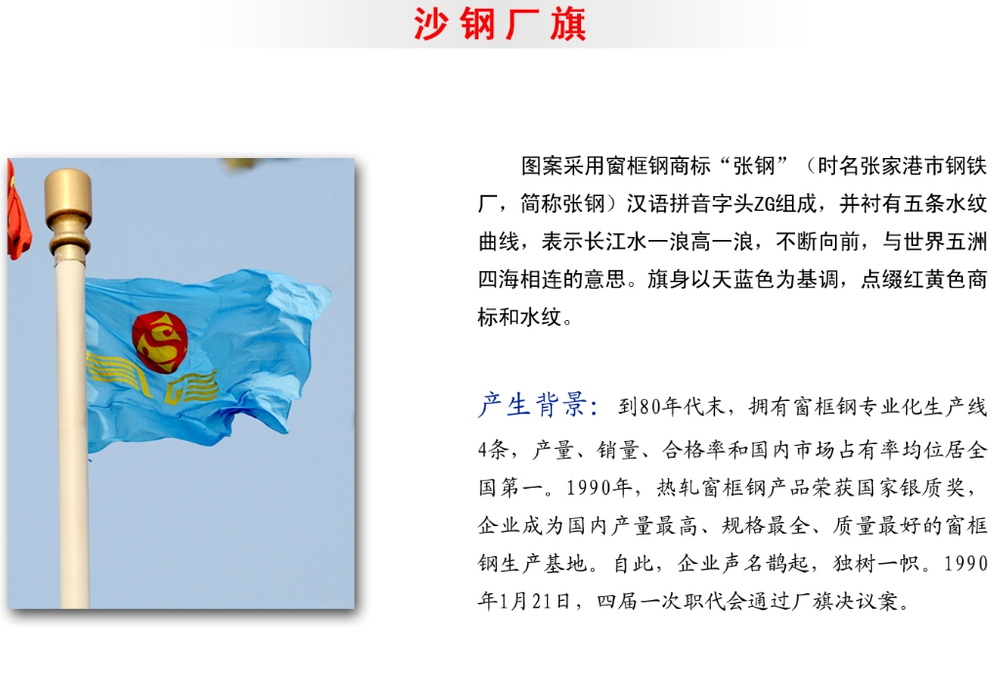 沙钢厂旗
图案采用窗框钢商标“张钢”（时名张家港市钢铁
厂，简称张钢）汉语拼音字头ZG组成，并衬有五条水纹
曲线，表示长江水一浪高一浪，不断向前，与世界五洲
四海相连的意思。旗身以天蓝色为基调，点缀红黄色商
标和水纹。
产生背景：到80年代末，拥有窗框钢专业化生产线
4条，产量、销量、合格率和国内市场占有率均位居全
国第一。1990年，热轧窗框钢产品荣获国家银质奖，
企业成为国内产量最高、规格最全、质量最好的窗框
钢生产基地。自此，企业声名鹊起，独树一帜。1990
年1月21日，四届一次职代会通过厂旗决议案。